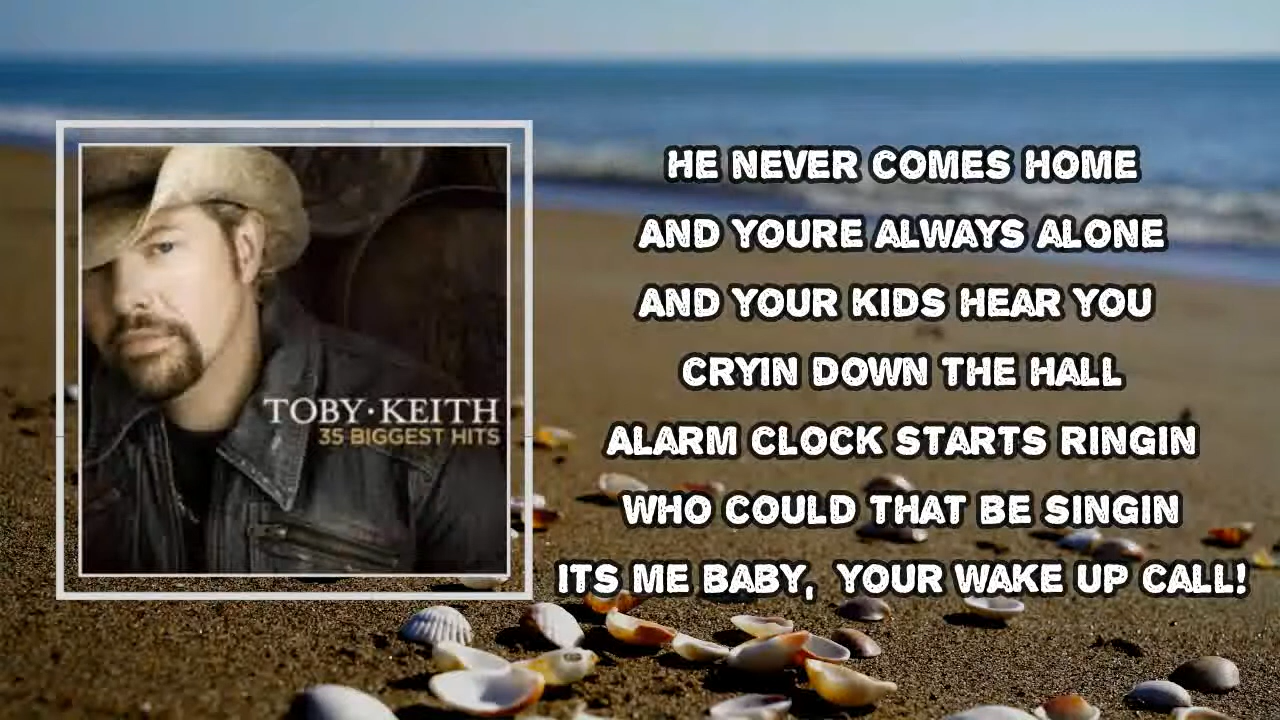 TOBY·KEITH
35 BIGGEST HITS
HE NEVER COMES HOME
AND YOURE ALWAYS ALONE
AND YOUR KIDS HEAR YOU
CRYIN DOWN THE HALL
ALARM CLOCK STARTS RINGIN
WHO COULD THAT BE SINGIN
ITS ME BABY, YOUR WAKE UP CALL!